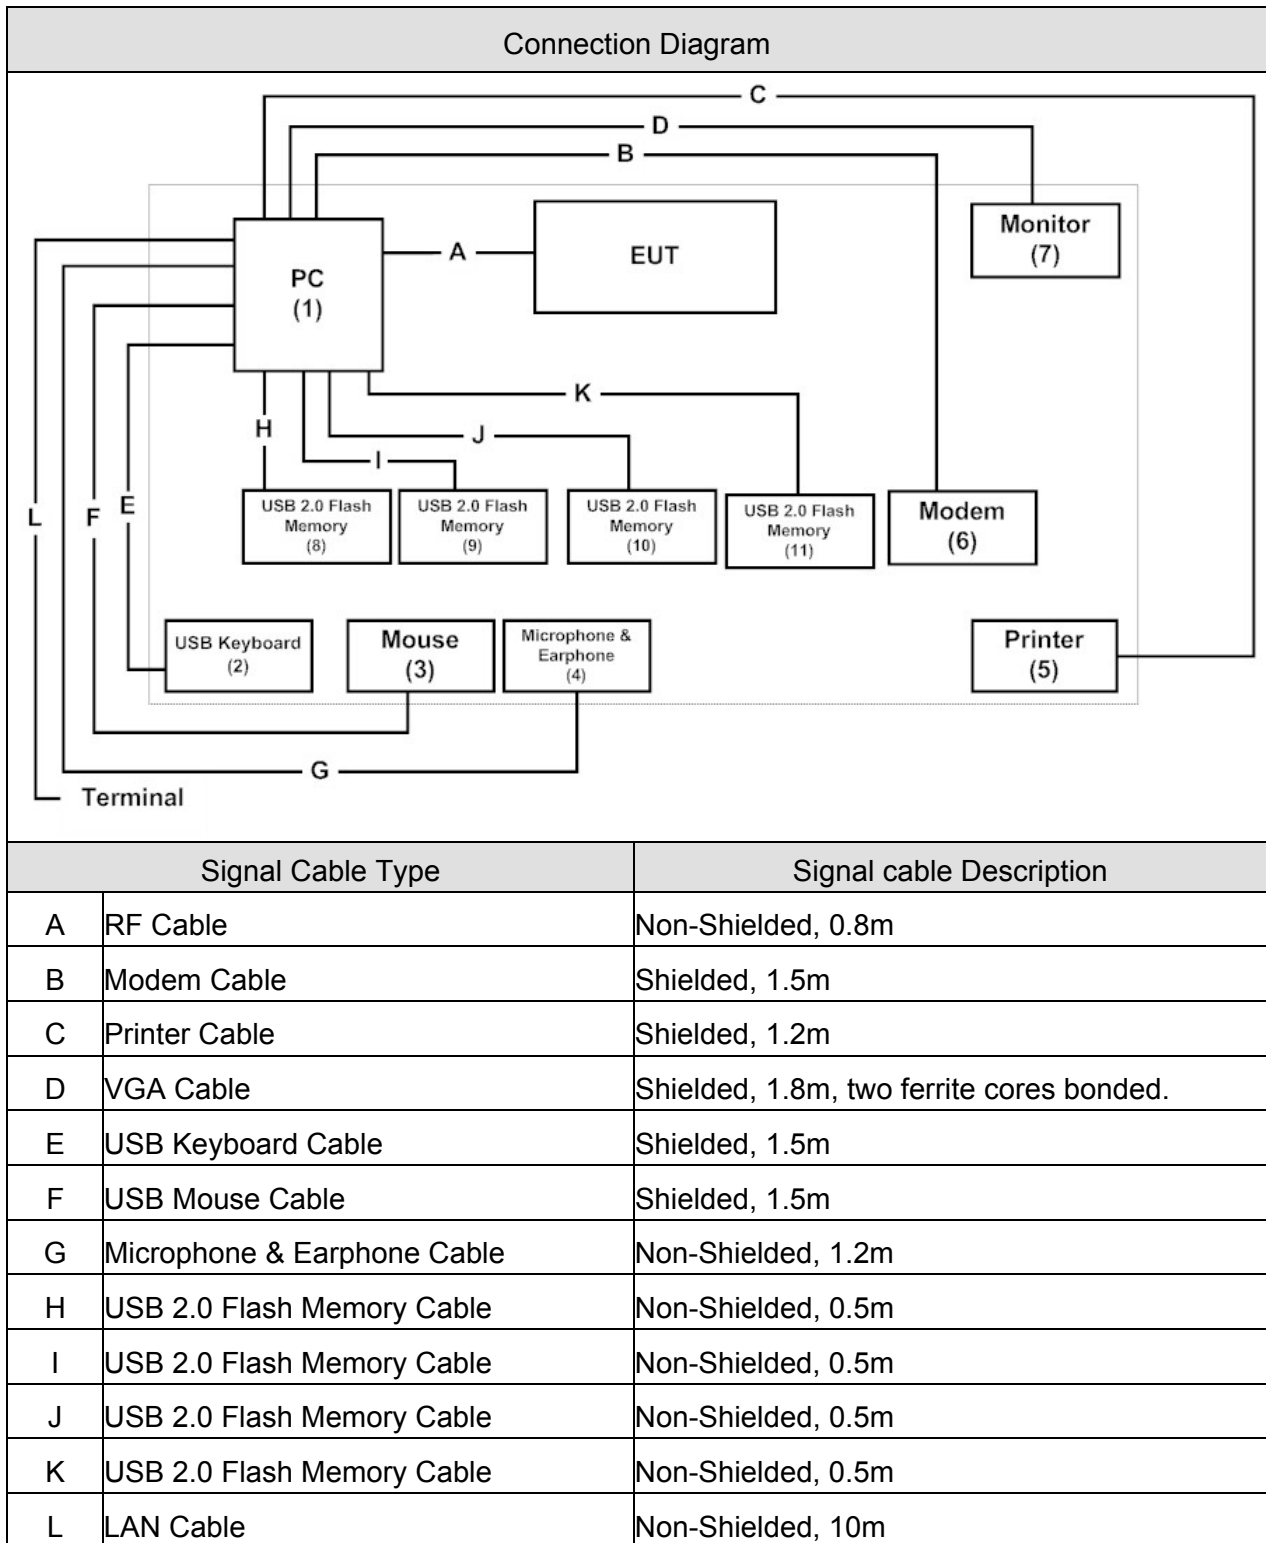 Connection Diagram
C
D
B
PC
(1)
A
EUT
Monitor
(7)
K
H
J
I
L
F
E
USB 2.0 Flash
Memory
(8)
USB 2.0 Flash
Memory
(9)
USB 2.0 Flash
Memory
(10)
USB 2.0 Flash
Memory
(11)
Modem
(6)
USB Keyboard
(2)
Mouse
(3)
Microphone &
Earphone
(4)
Printer
(5)
G
Terminal
Signal Cable Type Signal cable Description
A RF Cable Non-Shielded, 0.8m
B Modem Cable Shielded, 1.5m
C Printer Cable Shielded, 1.2m
D VGA Cable Shielded, 1.8m, two ferrite cores bonded.
E USB Keyboard Cable Shielded, 1.5m
F USB Mouse Cable Shielded, 1.5m
G Microphone & Earphone Cable Non-Shielded, 1.2m
H USB 2.0 Flash Memory Cable Non-Shielded, 0.5m
I USB 2.0 Flash Memory Cable Non-Shielded, 0.5m
J USB 2.0 Flash Memory Cable Non-Shielded, 0.5m
K USB 2.0 Flash Memory Cable Non-Shielded, 0.5m
L LAN Cable Non-Shielded, 10m